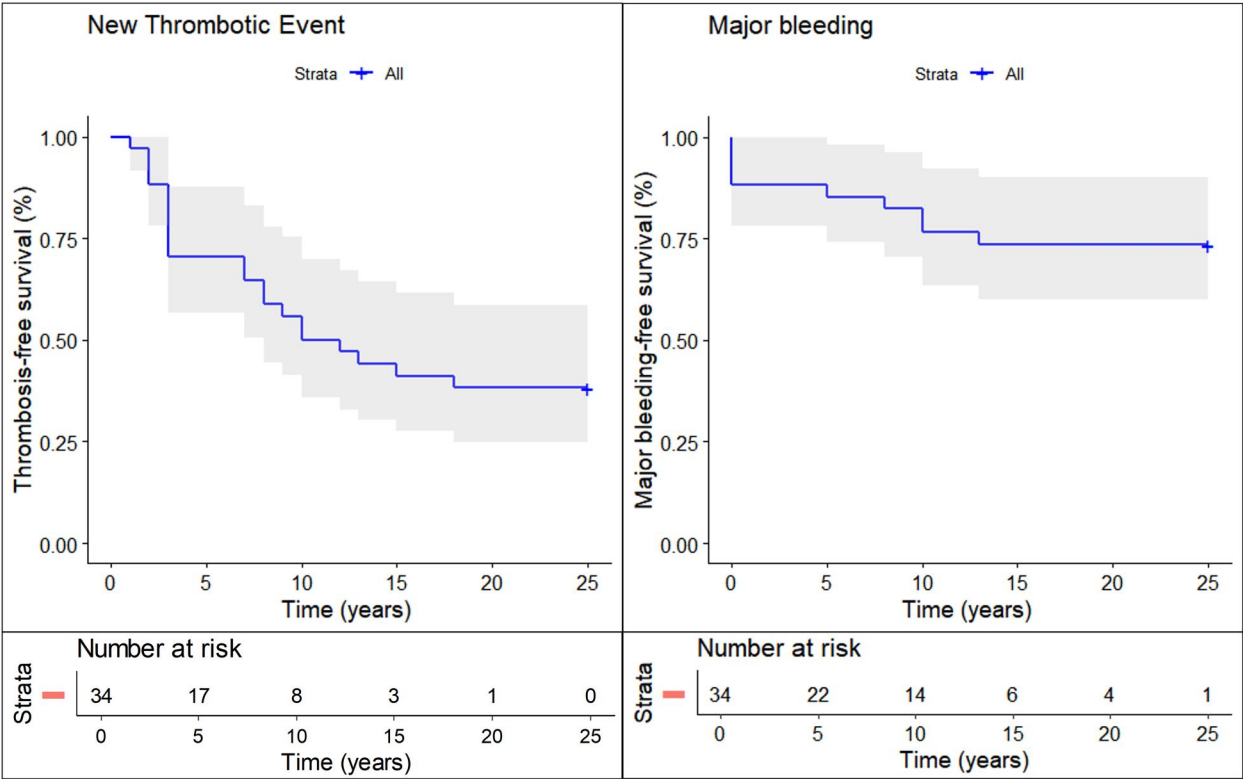 New Thrombotic Event
Strata All
Thrombosis-free survival (%)
1.00
0.75
0.50
0.25
0.00
0 5 10 15 20 25
Time (years)
Number at risk
Strata
34 17 8 3 1 0
0 5 10 15 20 25
Time (years)
Major bleeding
Strata All
Major bleeding-free survival (%)
1.00
0.75
0.50
0.25
0.00
0 5 10 15 20 25
Time (years)
Number at risk
Strata
34 22 14 6 4 1
0 5 10 15 20 25
Time (years)